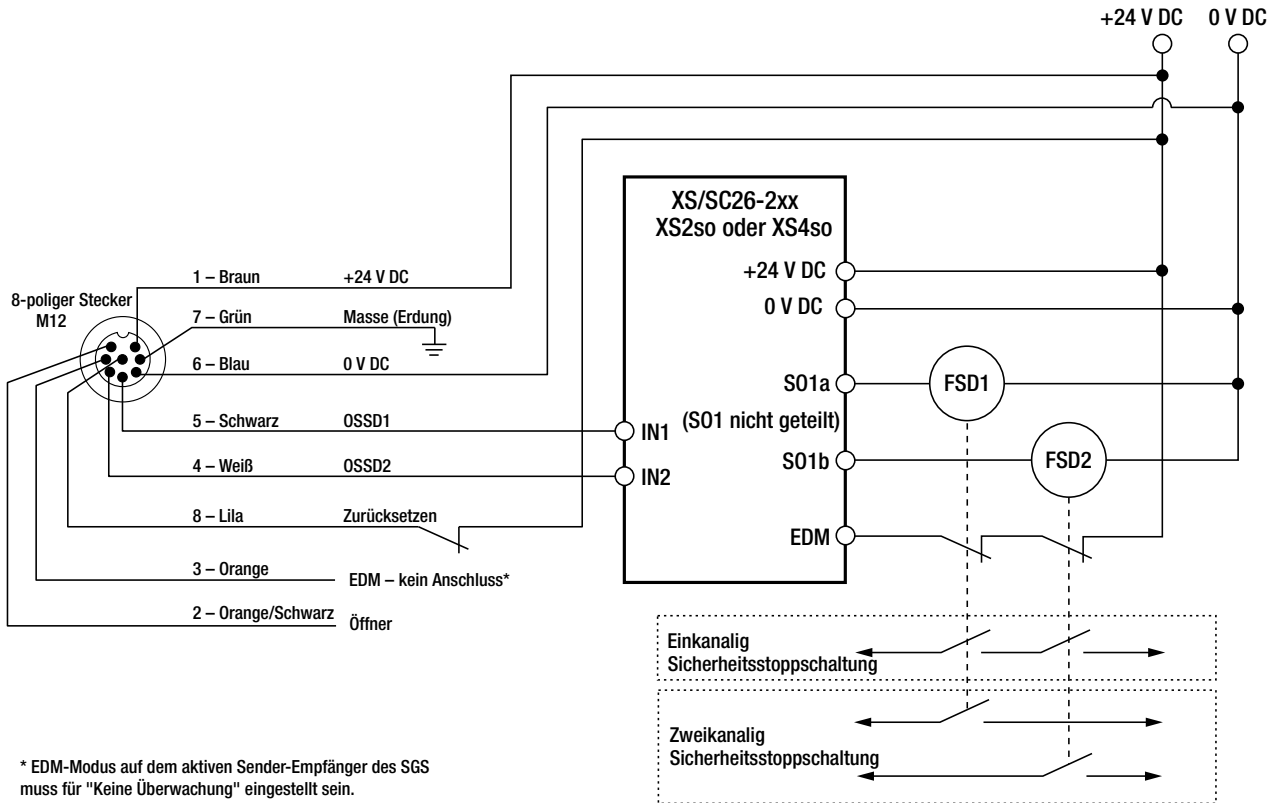 +24 V DC 0 V DC
XS/SC26-2xx
XS2so oder XS4so
+24 V DC
0 V DC
SO1a
(SO1 nicht geteilt)
SO1b
EDM
IN1
IN2
FSD1
FSD2
8-poliger Stecker
M12
1 – Braun +24 V DC
7 – Grün Masse (Erdung)
6 – Blau 0 V DC
5 – Schwarz OSSD1
4 – Weiß OSSD2
8 – Lila Zurücksetzen
3 – Orange EDM – kein Anschluss*
2 – Orange/Schwarz Öffner
Einkanalig
Sicherheitsstoppschaltung
Zweikanalig
Sicherheitsstoppschaltung
* EDM-Modus auf dem aktiven Sender-Empfänger des SGS
muss für "Keine Überwachung" eingestellt sein.